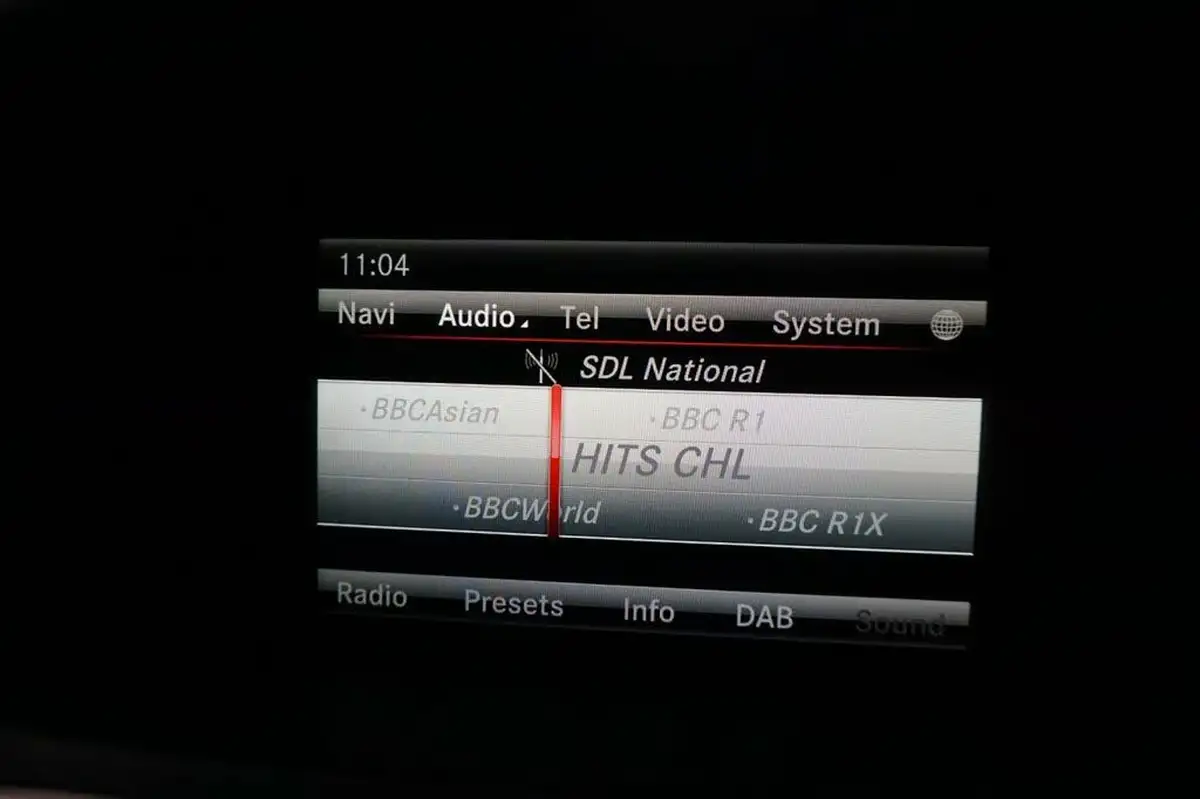 11:04
Navi Audio Tel Video System
SDL National
·BBCAsian ·BBC R1
HITS CHL
·BBCWorld ·BBC R1X
Radio Presets Info DAB Sound